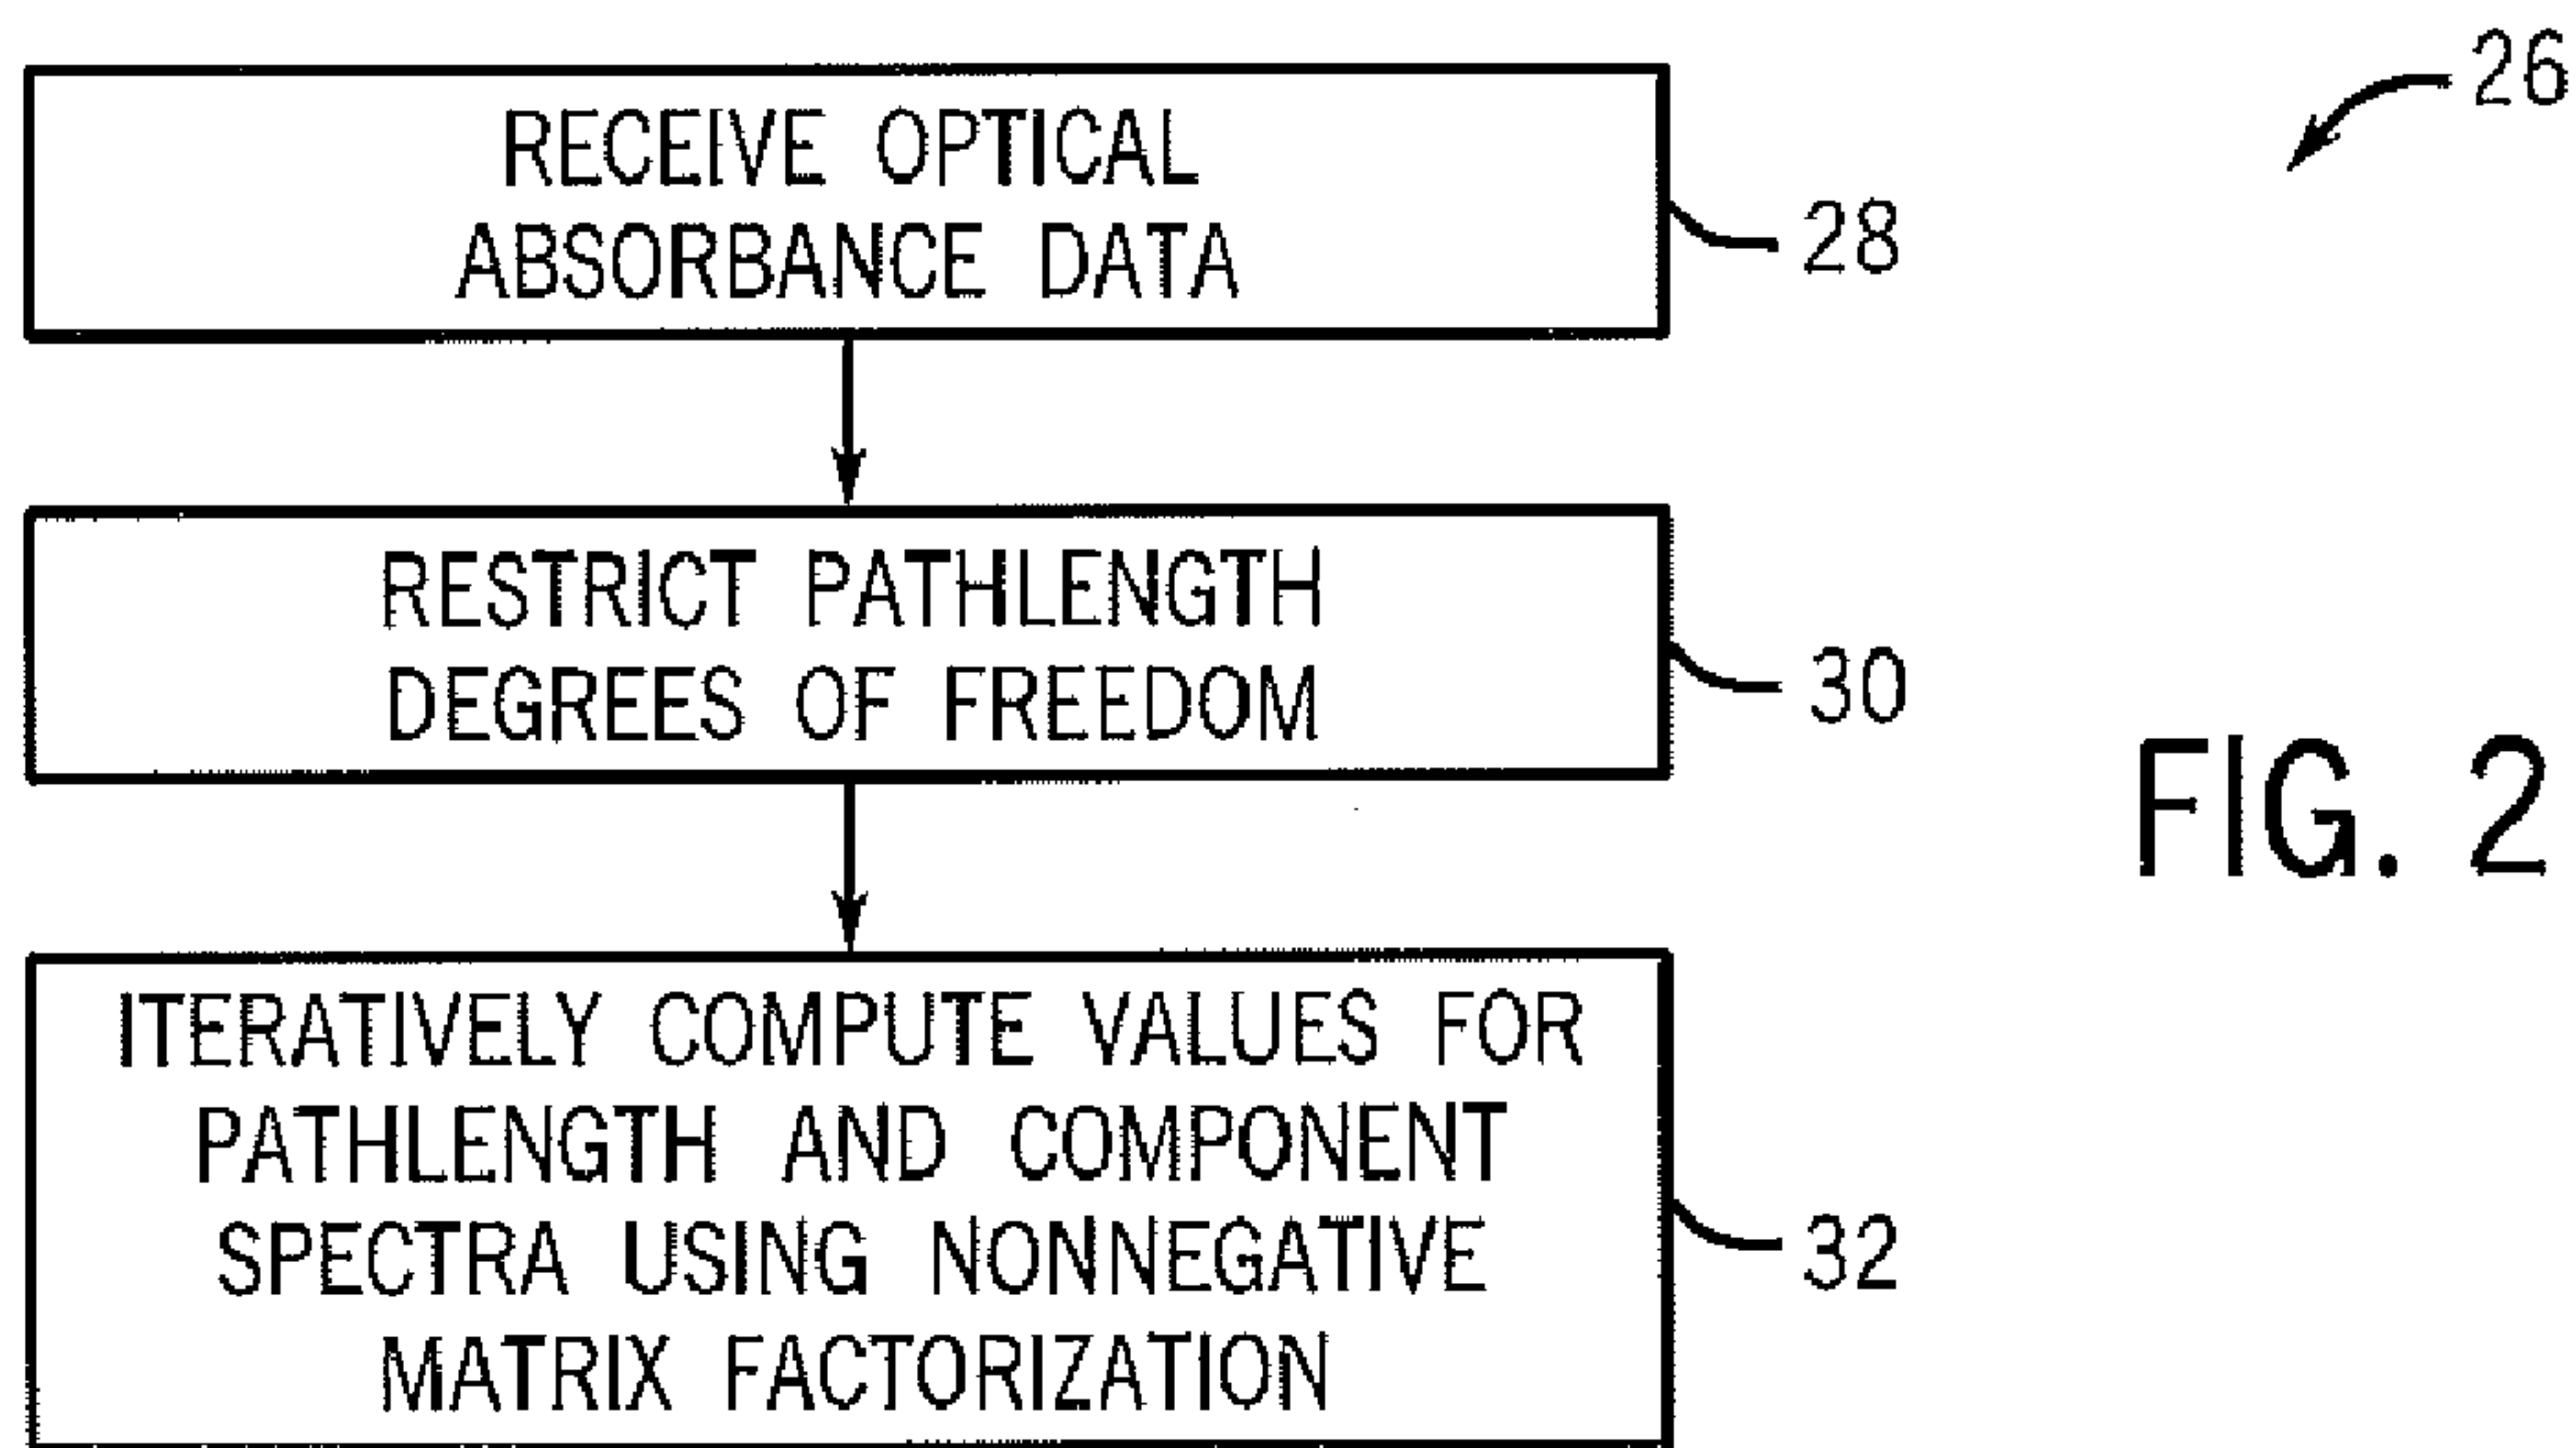 26
RECEIVE OPTICAL
ABSORBANCE DATA
28
RESTRICT PATHLENGTH
DEGREES OF FREEDOM
30
FIG. 2
ITERATIVELY COMPUTE VALUES FOR
PATHLENGTH AND COMPONENT
SPECTRA USING NONNEGATIVE
MATRIX FACTORIZATION
32